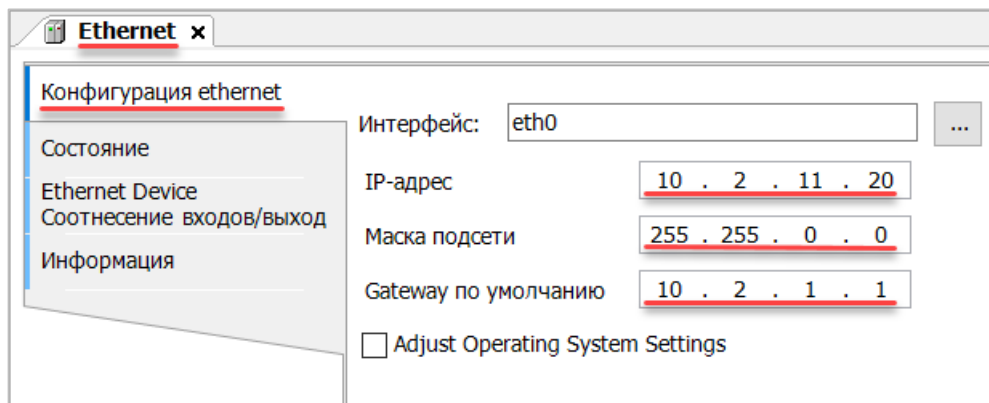 Ethernet x
Конфигурация ethernet
Состояние
Ethernet Device
Соотнесение входов/выход
Информация
Интерфейс: eth0 ...
IP-адрес 10 . 2 . 11 . 20
Маска подсети 255 . 255 . 0 . 0
Gateway по умолчанию 10 . 2 . 1 . 1
Adjust Operating System Settings